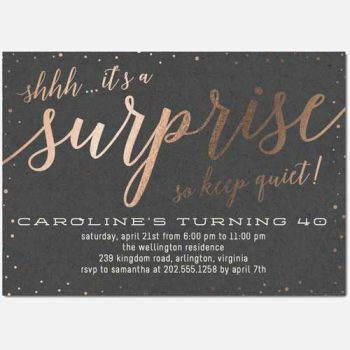 shhh...it's a
surprise
so keep quiet!
CAROLINE'S TURNING 40
saturday, april 21st from 6:00 pm to 11:00 pm
the wellington residence
239 kingdom road, arlington, virginia
rsvp to samantha at 202.555.1258 by april 7th